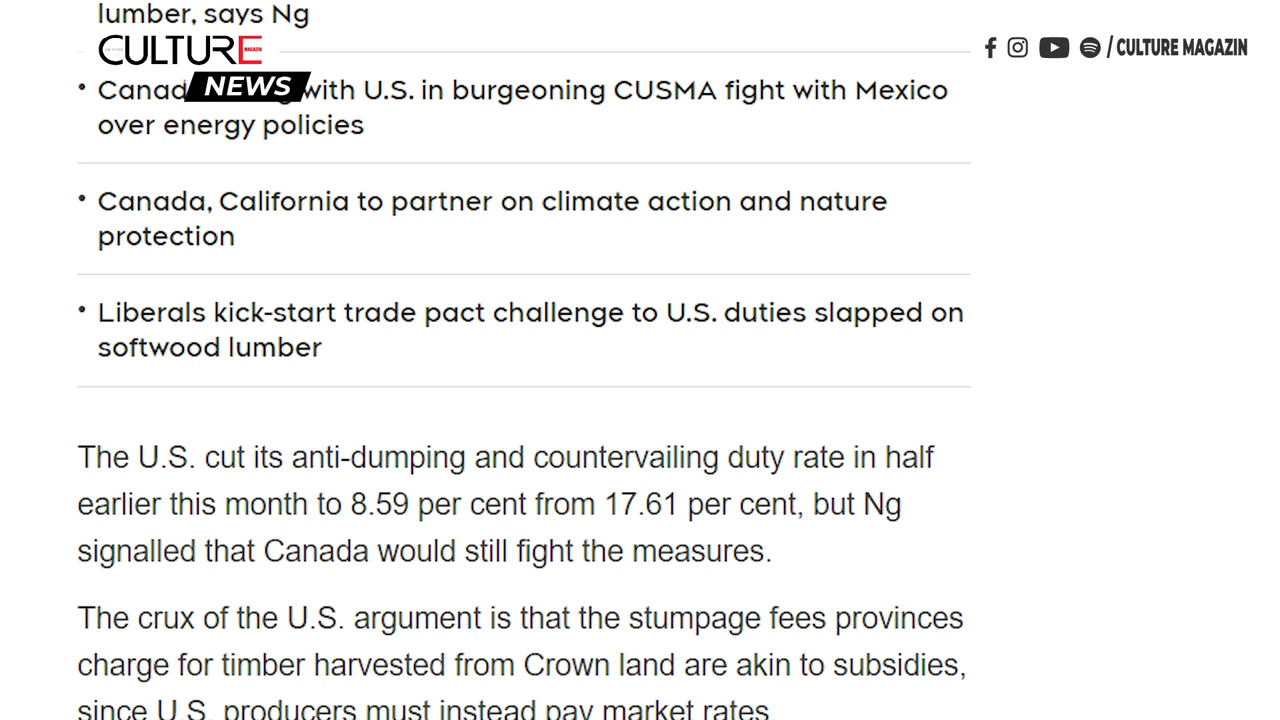 lumber, says Ng
CULTURE
MAGAZIN
NEWS
/ CULTURE MAGAZIN
• Canad with U.S. in burgeoning CUSMA fight with Mexico
over energy policies
• Canada, California to partner on climate action and nature
protection
• Liberals kick-start trade pact challenge to U.S. duties slapped on
softwood lumber
The U.S. cut its anti-dumping and countervailing duty rate in half
earlier this month to 8.59 per cent from 17.61 per cent, but Ng
signalled that Canada would still fight the measures.
The crux of the U.S. argument is that the stumpage fees provinces
charge for timber harvested from Crown land are akin to subsidies,
since U.S. producers must instead pay market rates.